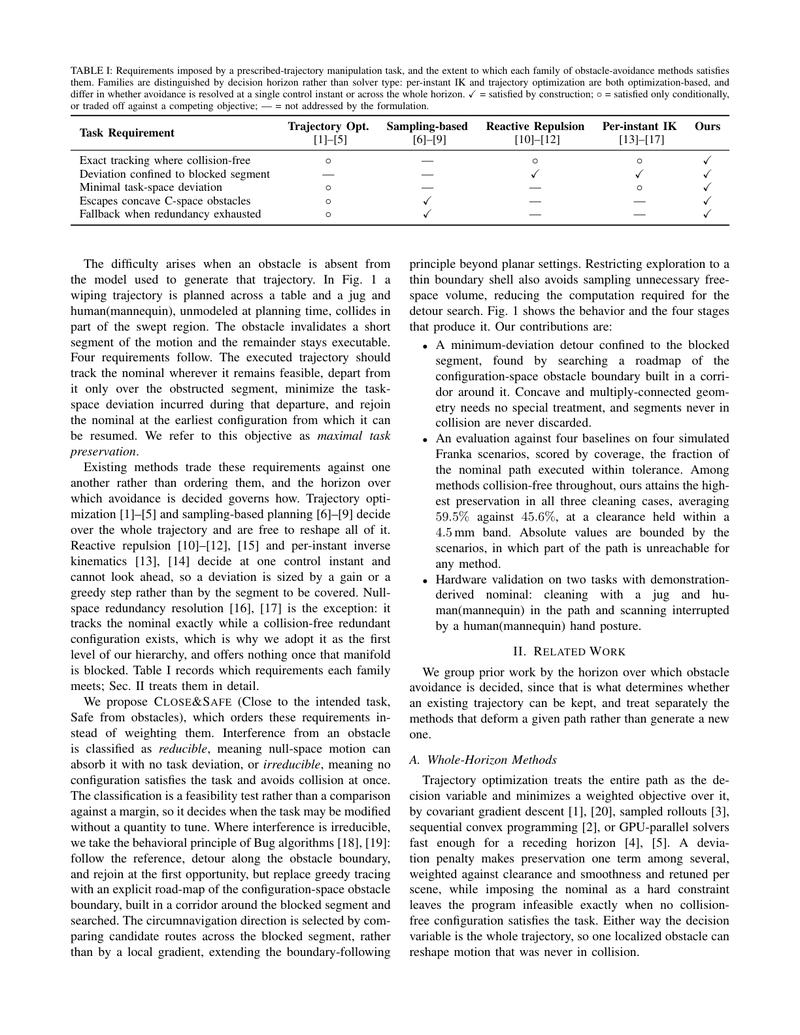 TABLE I: Requirements imposed by a prescribed-trajectory manipulation task, and the extent to which each family of obstacle-avoidance methods satisfies
them. Families are distinguished by decision horizon rather than solver type: per-instant IK and trajectory optimization are both optimization-based, and
differ in whether avoidance is resolved at a single control instant or across the whole horizon. ✓ = satisfied by construction; ○ = satisfied only conditionally,
or traded off against a competing objective; — = not addressed by the formulation.
Task Requirement Trajectory Opt. Sampling-based Reactive Repulsion Per-instant IK Ours
[1]–[5] [6]–[9] [10]–[12] [13]–[17]
Exact tracking where collision-free ○ — ○ ○ ✓
Deviation confined to blocked segment — — ✓ ✓ ✓
Minimal task-space deviation ○ — — ○ ✓
Escapes concave C-space obstacles ○ ✓ — — ✓
Fallback when redundancy exhausted ○ ✓ — — ✓
The difficulty arises when an obstacle is absent from
the model used to generate that trajectory. In Fig. 1 a
wiping trajectory is planned across a table and a jug and
human(mannequin), unmodeled at planning time, collides in
part of the swept region. The obstacle invalidates a short
segment of the motion and the remainder stays executable.
Four requirements follow. The executed trajectory should
track the nominal wherever it remains feasible, depart from
it only over the obstructed segment, minimize the task-
space deviation incurred during that departure, and rejoin
the nominal at the earliest configuration from which it can
be resumed. We refer to this objective as maximal task
preservation.
Existing methods trade these requirements against one
another rather than ordering them, and the horizon over
which avoidance is decided governs how. Trajectory opti-
mization [1]–[5] and sampling-based planning [6]–[9] decide
over the whole trajectory and are free to reshape all of it.
Reactive repulsion [10]–[12], [15] and per-instant inverse
kinematics [13], [14] decide at one control instant and
cannot look ahead, so a deviation is sized by a gain or a
greedy step rather than by the segment to be covered. Null-
space redundancy resolution [16], [17] is the exception: it
tracks the nominal exactly while a collision-free redundant
configuration exists, which is why we adopt it as the first
level of our hierarchy, and offers nothing once that manifold
is blocked. Table I records which requirements each family
meets; Sec. II treats them in detail.
We propose CLOSE&SAFE (Close to the intended task,
Safe from obstacles), which orders these requirements in-
stead of weighting them. Interference from an obstacle
is classified as reducible, meaning null-space motion can
absorb it with no task deviation, or irreducible, meaning no
configuration satisfies the task and avoids collision at once.
The classification is a feasibility test rather than a comparison
against a margin, so it decides when the task may be modified
without a quantity to tune. Where interference is irreducible,
we take the behavioral principle of Bug algorithms [18], [19]:
follow the reference, detour along the obstacle boundary,
and rejoin at the first opportunity, but replace greedy tracing
with an explicit road-map of the configuration-space obstacle
boundary, built in a corridor around the blocked segment and
searched. The circumnavigation direction is selected by com-
paring candidate routes across the blocked segment, rather
than by a local gradient, extending the boundary-following
principle beyond planar settings. Restricting exploration to a
thin boundary shell also avoids sampling unnecessary free-
space volume, reducing the computation required for the
detour search. Fig. 1 shows the behavior and the four stages
that produce it. Our contributions are:
• A minimum-deviation detour confined to the blocked
segment, found by searching a roadmap of the
configuration-space obstacle boundary built in a corri-
dor around it. Concave and multiply-connected geom-
etry needs no special treatment, and segments never in
collision are never discarded.
• An evaluation against four baselines on four simulated
Franka scenarios, scored by coverage, the fraction of
the nominal path executed within tolerance. Among
methods collision-free throughout, ours attains the high-
est preservation in all three cleaning cases, averaging
59.5% against 45.6%, at a clearance held within a
4.5 mm band. Absolute values are bounded by the
scenarios, in which part of the path is unreachable for
any method.
• Hardware validation on two tasks with demonstration-
derived nominal: cleaning with a jug and hu-
man(mannequin) in the path and scanning interrupted
by a human(mannequin) hand posture.
II. RELATED WORK
We group prior work by the horizon over which obstacle
avoidance is decided, since that is what determines whether
an existing trajectory can be kept, and treat separately the
methods that deform a given path rather than generate a new
one.
A. Whole-Horizon Methods
Trajectory optimization treats the entire path as the de-
cision variable and minimizes a weighted objective over it,
by covariant gradient descent [1], [20], sampled rollouts [3],
sequential convex programming [2], or GPU-parallel solvers
fast enough for a receding horizon [4], [5]. A devia-
tion penalty makes preservation one term among several,
weighted against clearance and smoothness and retuned per
scene, while imposing the nominal as a hard constraint
leaves the program infeasible exactly when no collision-
free configuration satisfies the task. Either way the decision
variable is the whole trajectory, so one localized obstacle can
reshape motion that was never in collision.